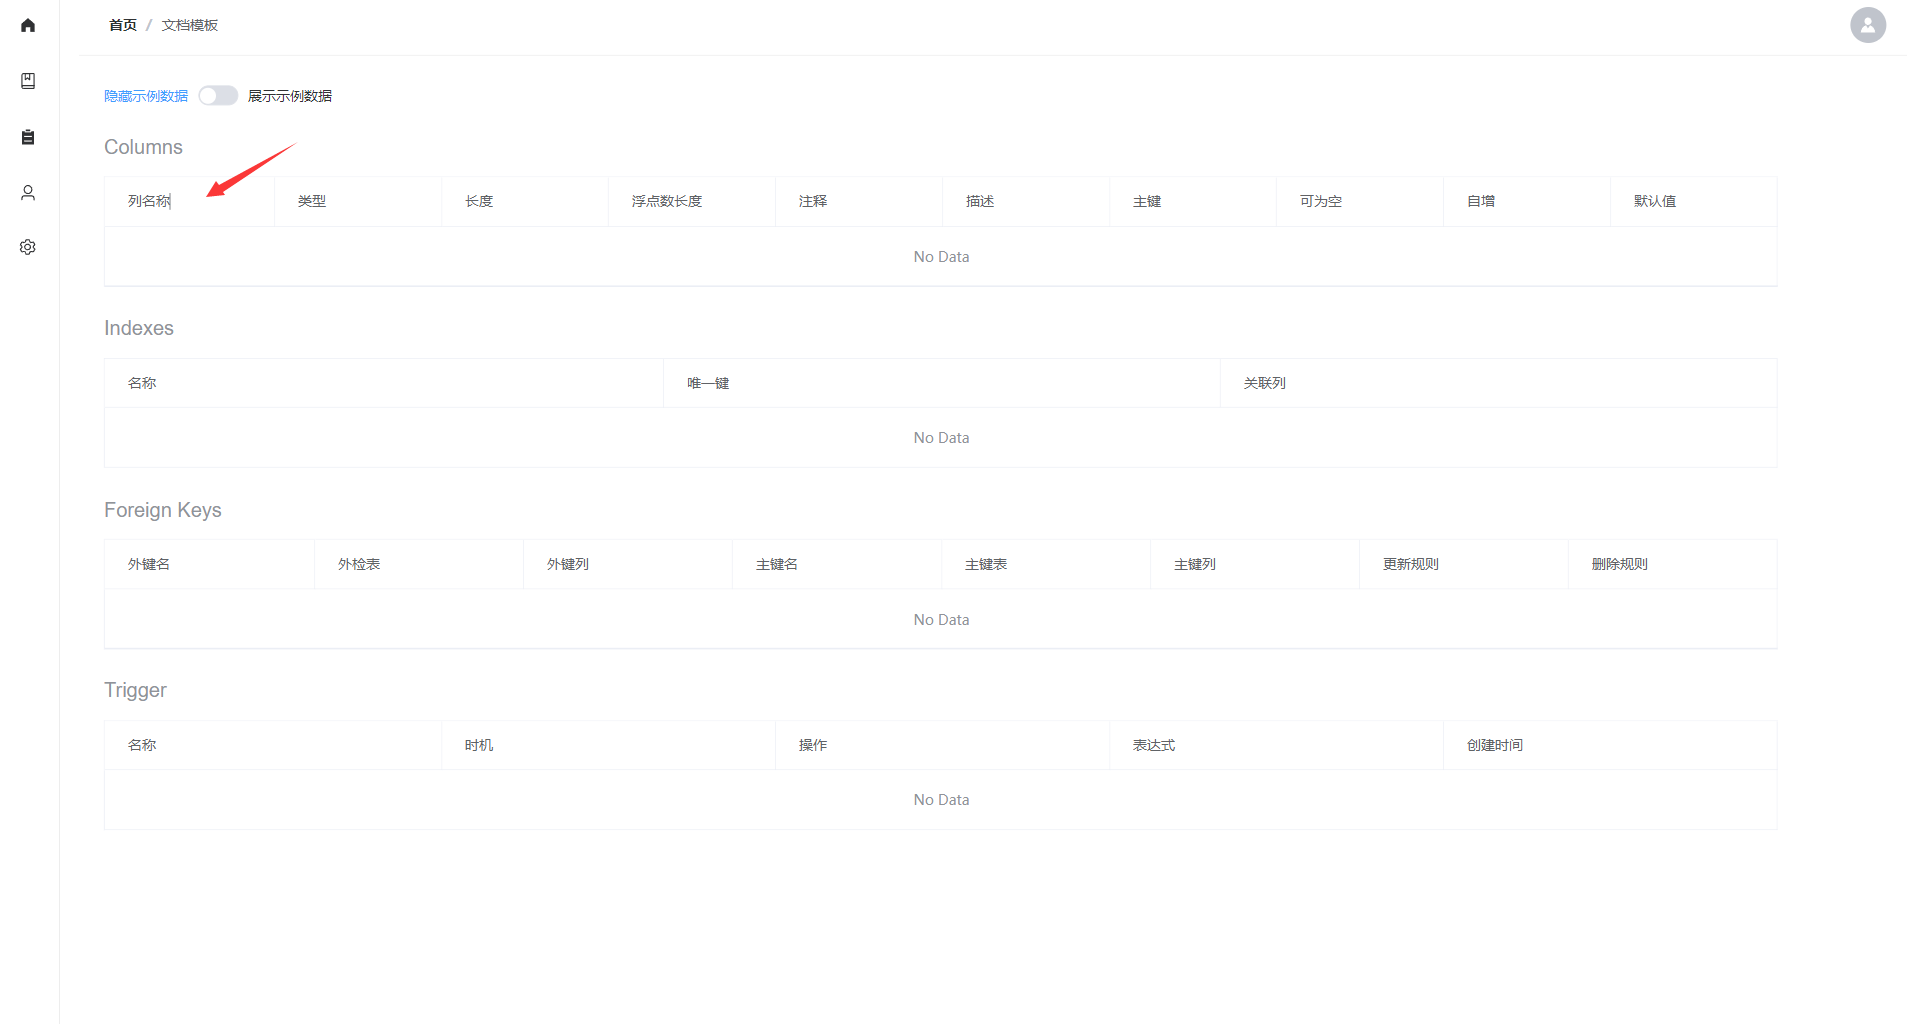 首页 / 文档模板
隐藏示例数据 展示示例数据
Columns
列名称 类型 长度 浮点数长度 注释 描述 主键 可为空 自增 默认值
No Data
Indexes
名称 唯一键 关联列
No Data
Foreign Keys
外键名 外检表 外键列 主键名 主键表 主键列 更新规则 删除规则
No Data
Trigger
名称 时机 操作 表达式 创建时间
No Data